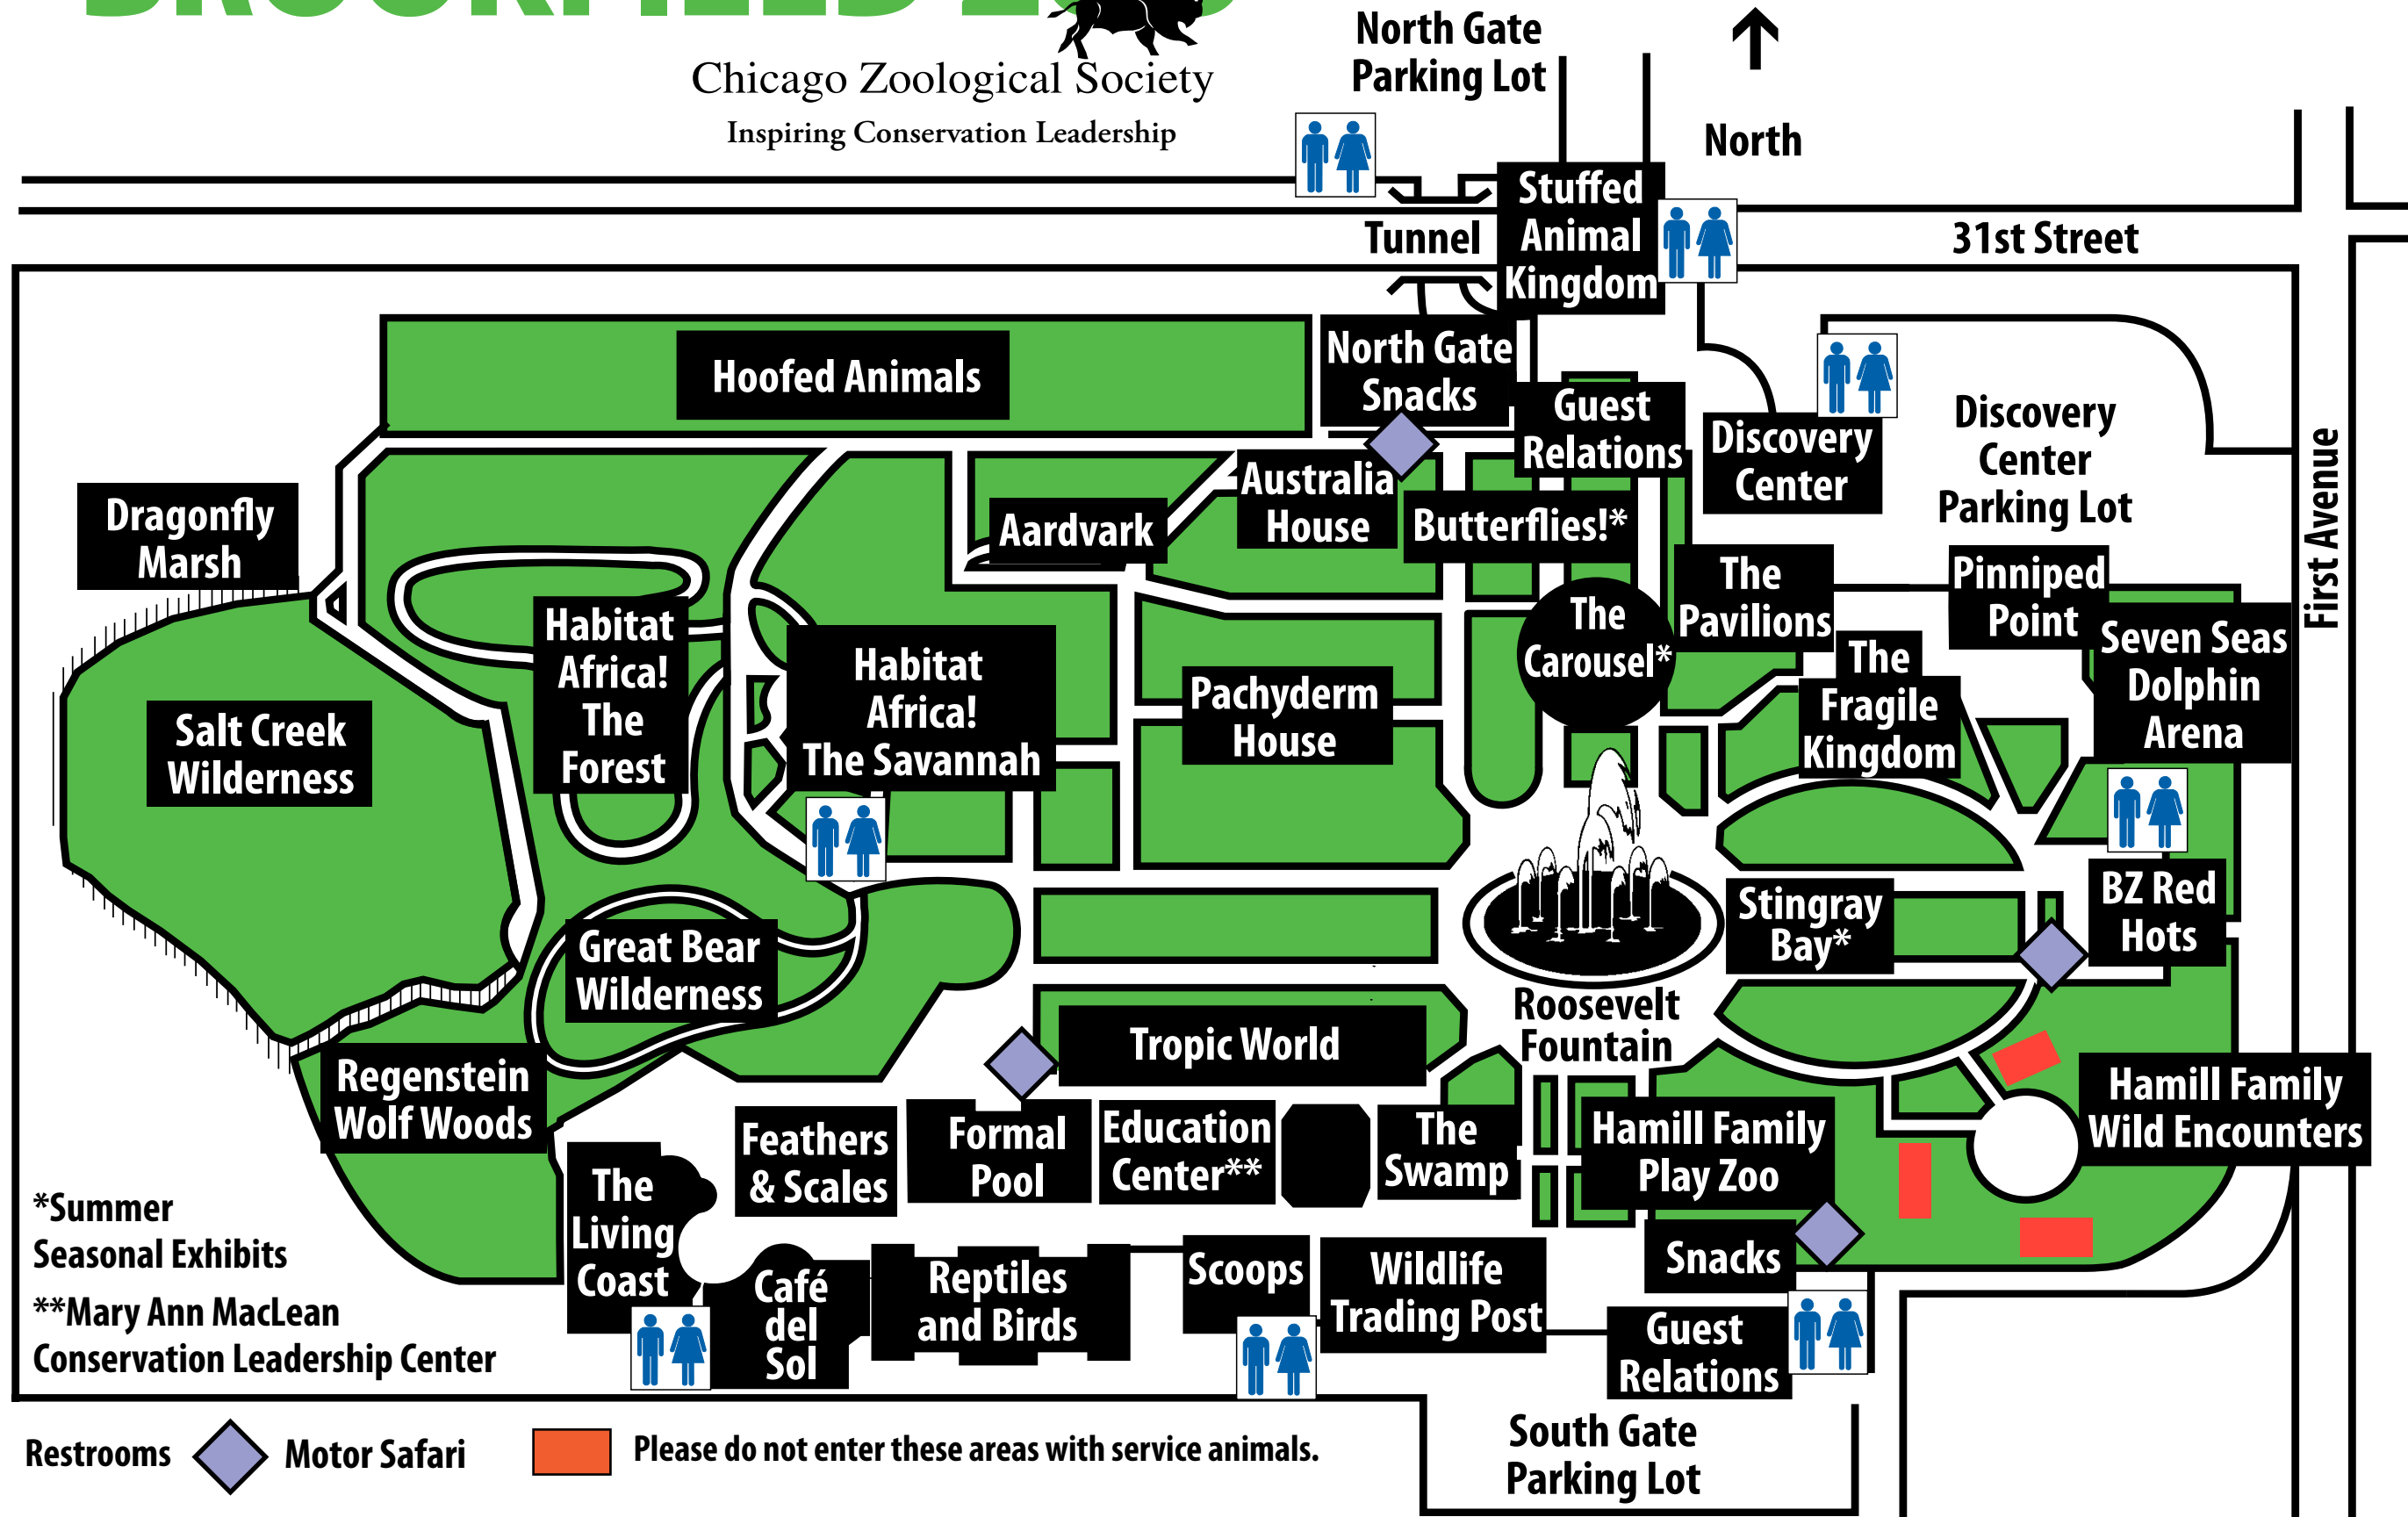 BROOKFIELD ZOO
Chicago Zoological Society
Inspiring Conservation Leadership
North Gate
Parking Lot
North
Stuffed
Animal
Kingdom
Tunnel
31st Street
Hoofed Animals
North Gate
Snacks
Guest
Relations
Discovery
Center
Discovery
Center
Parking Lot
First Avenue
Dragonfly
Marsh
Aardvark
Australia
House
Butterflies!*
The
Pavilions
Pinniped
Point
Habitat
Africa!
The
Forest
Habitat
Africa!
The Savannah
Pachyderm
House
The
Carousel*
The
Fragile
Kingdom
Seven Seas
Dolphin
Arena
Salt Creek
Wilderness
Great Bear
Wilderness
Stingray
Bay*
BZ Red
Hots
Roosevelt
Fountain
Tropic World
Regenstein
Wolf Woods
Feathers
& Scales
Formal
Pool
Education
Center**
The
Swamp
Hamill Family
Play Zoo
Hamill Family
Wild Encounters
The
Living
Coast
Café
del
Sol
Reptiles
and Birds
Scoops
Wildlife
Trading Post
Snacks
Guest
Relations
*Summer
Seasonal Exhibits
**Mary Ann MacLean
Conservation Leadership Center
Restrooms
Motor Safari
Please do not enter these areas with service animals.
South Gate
Parking Lot